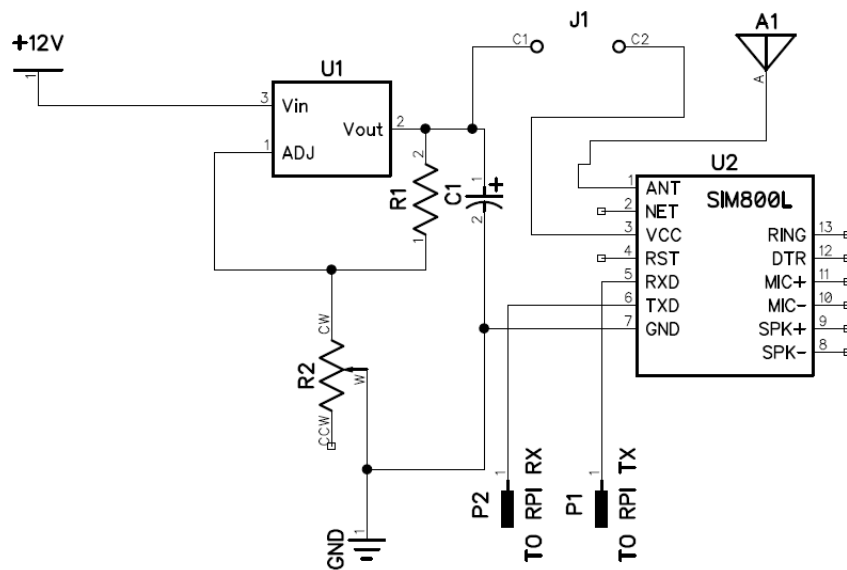 J1
A1
+12V
C1
C2
1
U1
A
3
Vin
Vout
2
1
ADJ
2
R1
1
C1
1
+
2
U2
SIM800L
1
ANT
2
NET
3
VCC
4
RST
5
RXD
6
TXD
7
GND
RING
13
DTR
12
MIC+
11
MIC-
10
SPK+
9
SPK-
8
CW
R2
W
CCW
1
P2
TO RPI RX
1
P1
TO RPI TX
GND
1